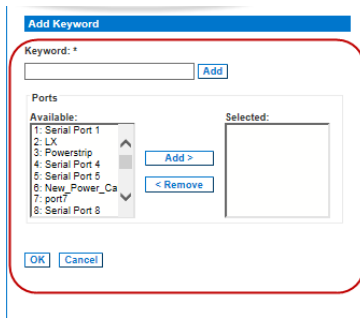 Add Keyword
Keyword: *
Add
Ports
Available:
Selected:
1: Serial Port 1
2: LX
3: Powerstrip
4: Serial Port 4
5: Serial Port 5
6: New_Power_Ca
7: port7
8: Serial Port 8
Add >
< Remove
OK
Cancel